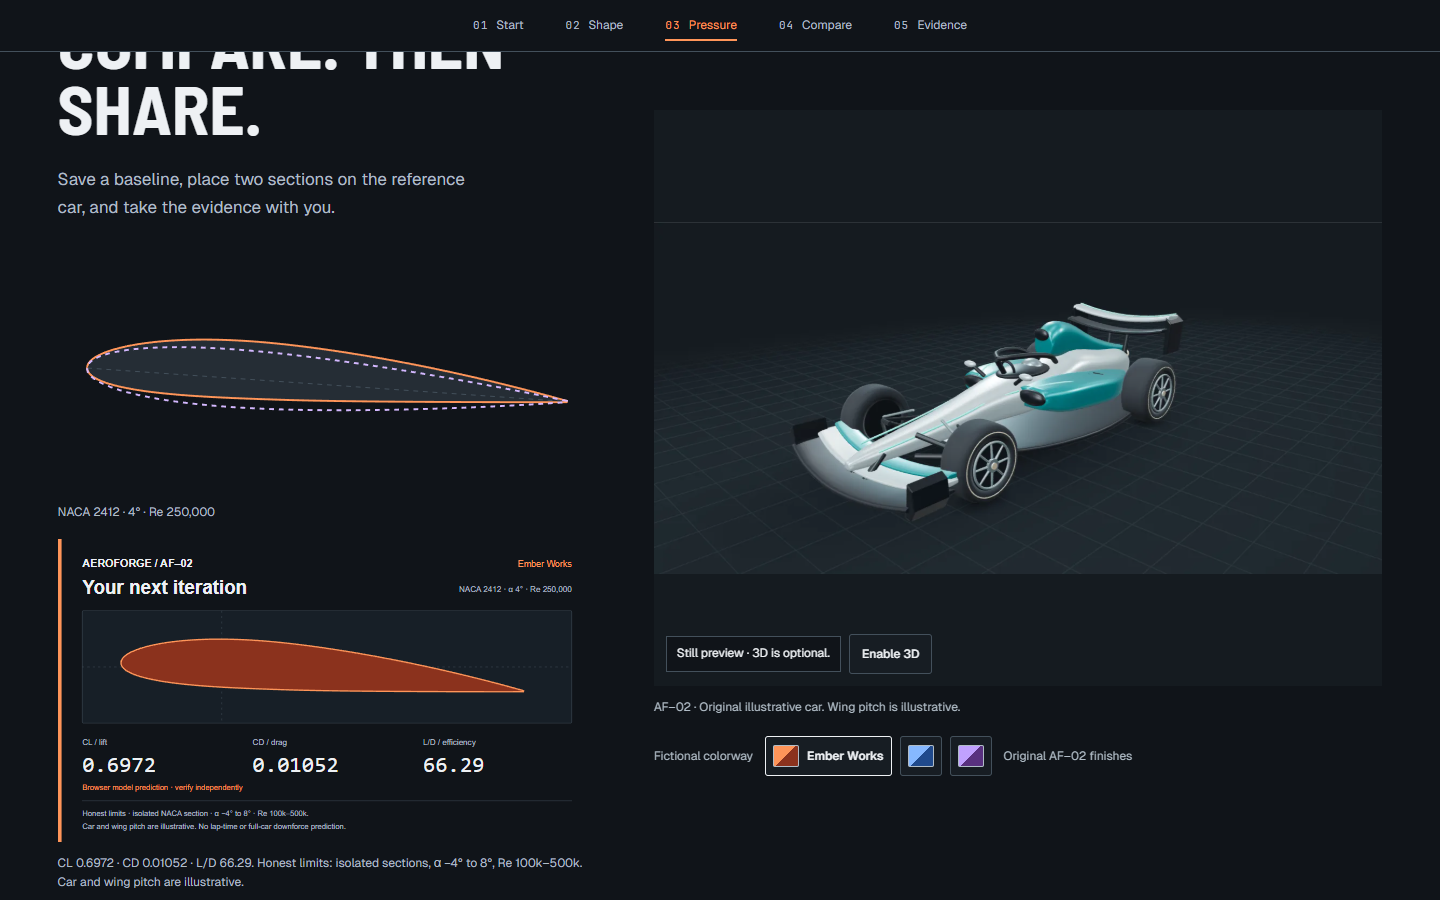 01 Start
02 Shape
03 Pressure
04 Compare
05 Evidence
COMPARE. THEN
SHARE.
Save a baseline, place two sections on the reference
car, and take the evidence with you.
NACA 2412 · 4° · Re 250,000
AEROFORGE / AF–02
Ember Works
Your next iteration
NACA 2412 · α 4° · Re 250,000
CL / lift
CD / drag
L/D / efficiency
0.6972
0.01052
66.29
Browser model prediction · verify independently
Honest limits · isolated NACA section · α −4° to 8° · Re 100k–500k.
Car and wing pitch are illustrative. No lap-time or full-car downforce prediction.
CL 0.6972 · CD 0.01052 · L/D 66.29. Honest limits: isolated sections, α −4° to 8°, Re 100k–500k.
Car and wing pitch are illustrative.
Still preview · 3D is optional.
Enable 3D
AF–02 · Original illustrative car. Wing pitch is illustrative.
Fictional colorway
Ember Works
Original AF–02 finishes